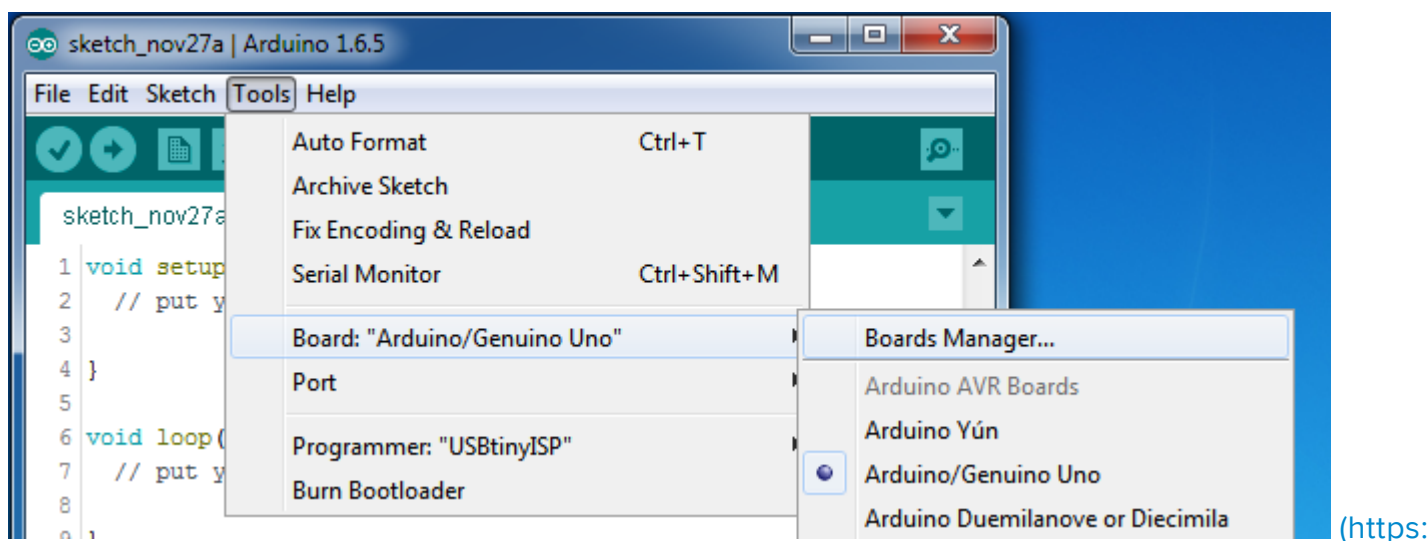 sketch_nov27a | Arduino 1.6.5
File Edit Sketch Tools Help
sketch_nov27a
Auto Format Ctrl+T
Archive Sketch
Fix Encoding & Reload
Serial Monitor Ctrl+Shift+M
Board: "Arduino/Genuino Uno"
Port
Programmer: "USBtinyISP"
Burn Bootloader
Boards Manager...
Arduino AVR Boards
Arduino Yún
Arduino/Genuino Uno
Arduino Duemilanove or Diecimila
1 void setup
2 // put y
3
4 }
5
6 void loop(
7 // put y
8
9 }
(https: